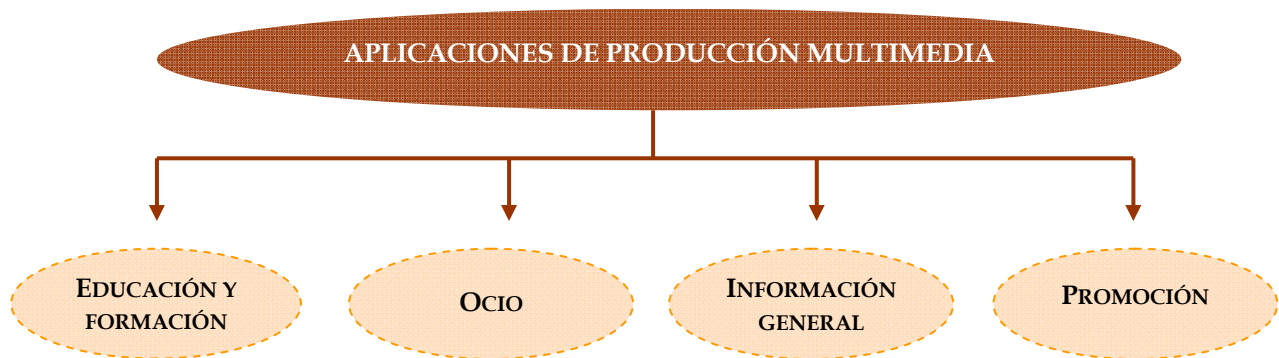 APLICACIONES DE PRODUCCIÓN MULTIMEDIA
EDUCACIÓN Y
FORMACIÓN
OCIO
INFORMACIÓN
GENERAL
PROMOCIÓN